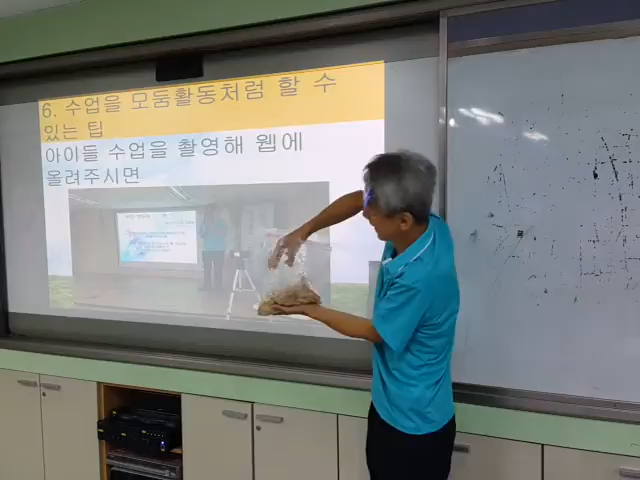 6. 수업을 모둠활동처럼 할 수
있는 팁
아이들 수업을 촬영해 웹에
올려주시면